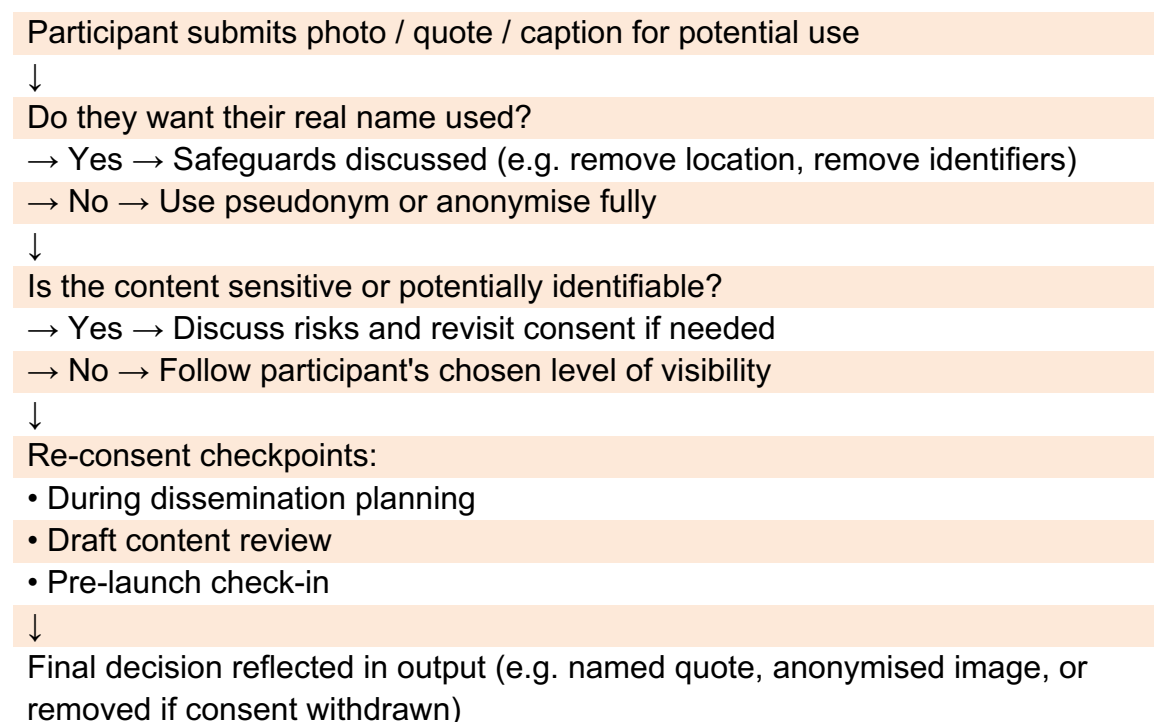 Participant submits photo / quote / caption for potential use
↓
Do they want their real name used?
→ Yes → Safeguards discussed (e.g. remove location, remove identifiers)
→ No → Use pseudonym or anonymise fully
↓
Is the content sensitive or potentially identifiable?
→ Yes → Discuss risks and revisit consent if needed
→ No → Follow participant's chosen level of visibility
↓
Re-consent checkpoints:
• During dissemination planning
• Draft content review
• Pre-launch check-in
↓
Final decision reflected in output (e.g. named quote, anonymised image, or
removed if consent withdrawn)